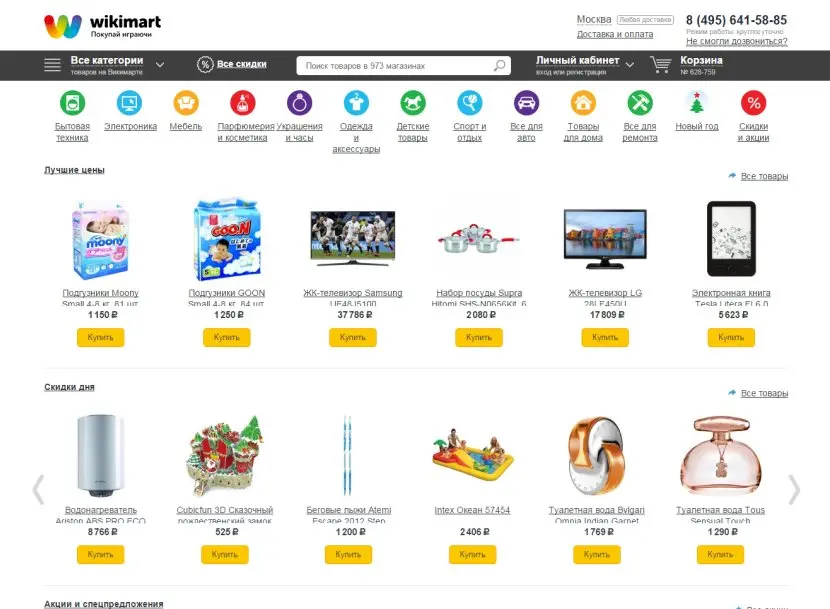 wikimart
Покупай играючи
Москва Любая доставка
Доставка и оплата
8 (495) 641-58-85
Режим работы: круглосуточно
Не смогли дозвониться?
Все категории
товаров на Викимарте
Все скидки
Поиск товаров в 973 магазинах
Личный кабинет
вход или регистрация
Корзина
№ 628-759
Бытовая
техника
Электроника
Мебель
Парфюмерия
и косметика
Украшения
и часы
Одежда
и
аксессуары
Детские
товары
Спорт и
отдых
Все для
авто
Товары
для дома
Все для
ремонта
Новый год
Скидки
и акции
Лучшие цены
Все товары
moony
GOO.N
Подгузники Moony
Small 4-8 кг, 81 шт
1 150 ₽
Купить
Подгузники GOON
Small 4-8 кг, 84 шт
1 250 ₽
Купить
ЖК-телевизор Samsung
UE48J5100
37 786 ₽
Купить
Набор посуды Supra
Hitomi SHS-N0656Kit, 6
2 080 ₽
Купить
ЖК-телевизор LG
28LF450U
17 809 ₽
Купить
Электронная книга
Tesla Litera EI 6.0
5 623 ₽
Купить
Скидки дня
Все товары
Водонагреватель
Ariston ABS PRO ECO
8 766 ₽
Купить
Cubicfun 3D Сказочный
рождественский замок
525 ₽
Купить
Беговые лыжи Atemi
Escape 2012 Step
1 200 ₽
Купить
Intex Океан 57454
2 406 ₽
Купить
Туалетная вода Bvlgari
Omnia Indian Garnet
1 769 ₽
Купить
Туалетная вода Tous
Sensual Touch
1 290 ₽
Купить
Акции и спецпредложения
Все акции